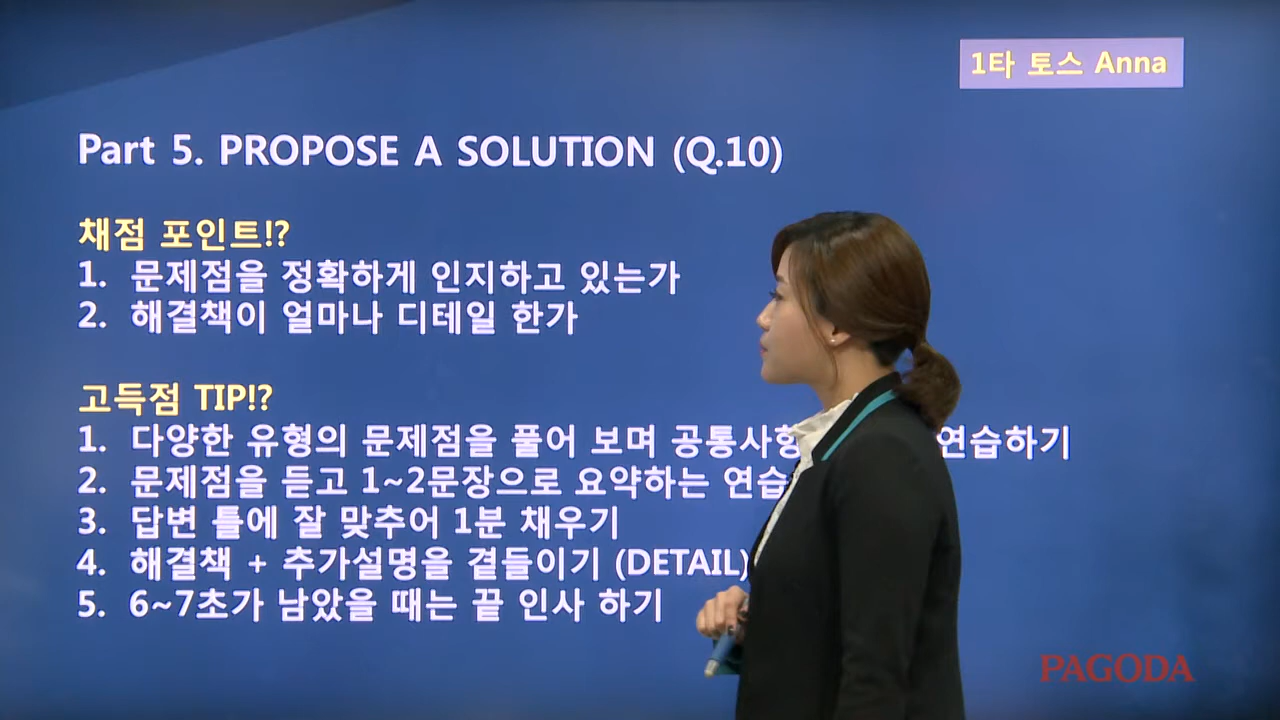 1타 토스 Anna
Part 5. PROPOSE A SOLUTION (Q.10)
채점 포인트!?
1. 문제점을 정확하게 인지하고 있는가
2. 해결책이 얼마나 디테일 한가
고득점 TIP!?
1. 다양한 유형의 문제점을 풀어 보며 연습하기
2. 문제점을 듣고 1~2문장으로 요약하는 연습
3. 답변 틀에 잘 맞추어 1분 채우기
4. 해결책 + 추가설명을 곁들이기 (DETAIL)
5. 6~7초가 남았을 때는 끝 인사 하기
PAGODA